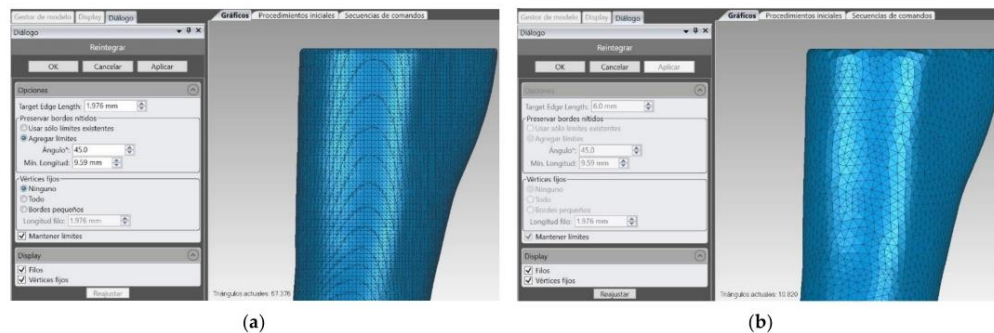 Gestor de modelo Display Diálogo
Diálogo
Reintegrar
OK Cancelar Aplicar
Opciones
Target Edge Length: 1,976 mm
Preservar bordes nítidos
Usar sólo límites existentes
Agregar límites
Ángulo°: 45.0
Mín. Longitud: 9.59 mm
Vértices fijos
Ninguno
Todo
Bordes pequeños
Longitud filo: 1,976 mm
Mantener límites
Display
Filos
Vértices fijos
Reajustar
Gráficos Procedimientos iniciales Secuencias de comandos
Triángulos actuales: 57.376
(a)
Gestor de modelo Display Diálogo
Diálogo
Reintegrar
OK Cancelar Aplicar
Opciones
Target Edge Length: 6.0 mm
Preservar bordes nítidos
Usar sólo límites existentes
Agregar límites
Ángulo°: 45.0
Mín. Longitud: 9.59 mm
Vértices fijos
Ninguno
Todo
Bordes pequeños
Longitud filo: 1,976 mm
Mantener límites
Display
Filos
Vértices fijos
Reajustar
Gráficos Procedimientos iniciales Secuencias de comandos
Triángulos actuales: 10.820
(b)